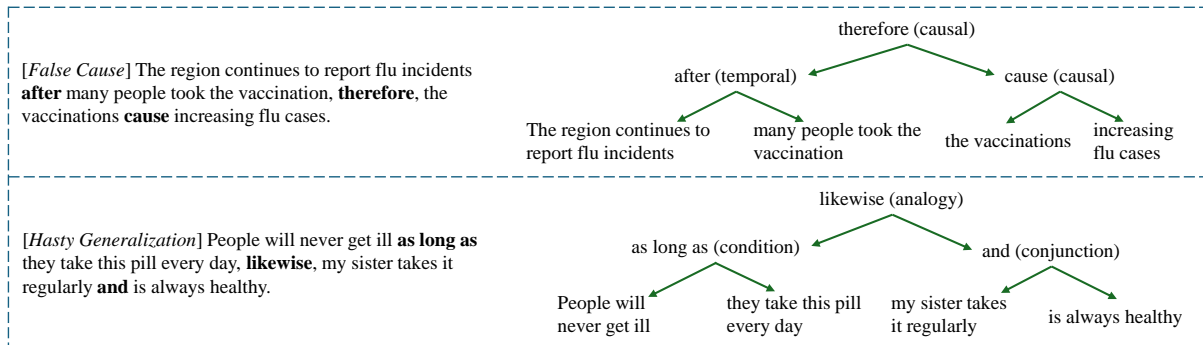 [False Cause] The region continues to report flu incidents
after many people took the vaccination, therefore, the
vaccinations cause increasing flu cases.
therefore (causal)
after (temporal)
cause (causal)
The region continues to
report flu incidents
many people took the
vaccination
the vaccinations
increasing
flu cases
[Hasty Generalization] People will never get ill as long as
they take this pill every day, likewise, my sister takes it
regularly and is always healthy.
likewise (analogy)
as long as (condition)
and (conjunction)
People will
never get ill
they take this pill
every day
my sister takes
it regularly
is always healthy